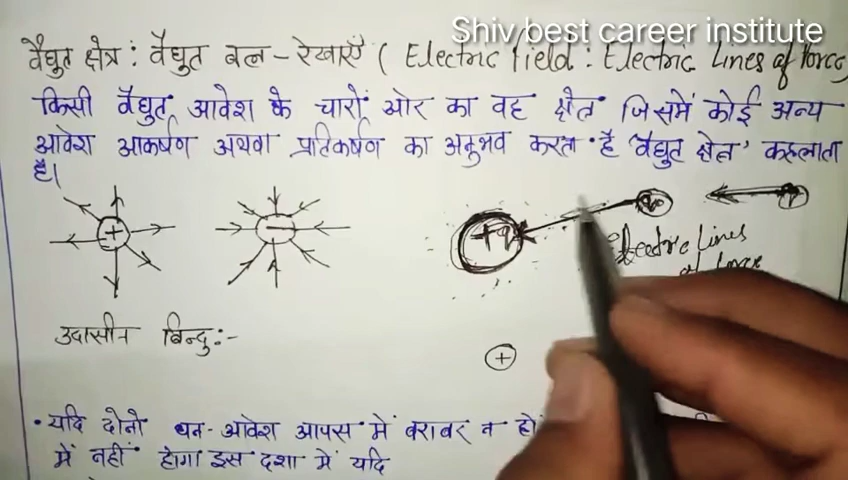 Shiv best career institute
वैद्युत क्षेत्र : वैद्युत बल - रेखाएँ ( Electric field : Electric Lines of force)
किसी वैद्युत आवेश के चारों ओर का वह क्षेत्र जिसमें कोई अन्य
आवेश आकर्षण अथवा प्रतिकर्षण का अनुभव करता है 'वैद्युत क्षेत्र' कहलाता
है।
+ − +q
Electric lines
of force
उदासीन बिन्दु :-
+
• यदि दोनो धन - आवेश आपस में बराबर न हो
में नहीं होगा इस दशा में यदि